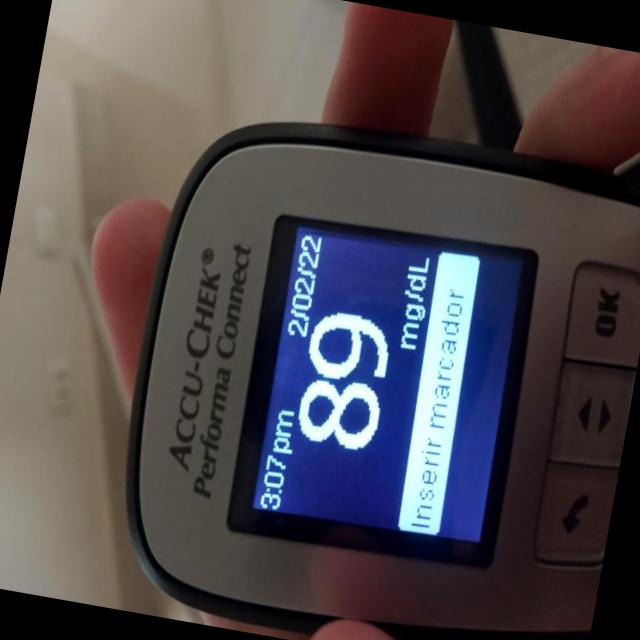 ACCU-CHEK®
Performa Connect
3:07 pm 2/02/22
89
mg/dL
Inserir marcador
OK